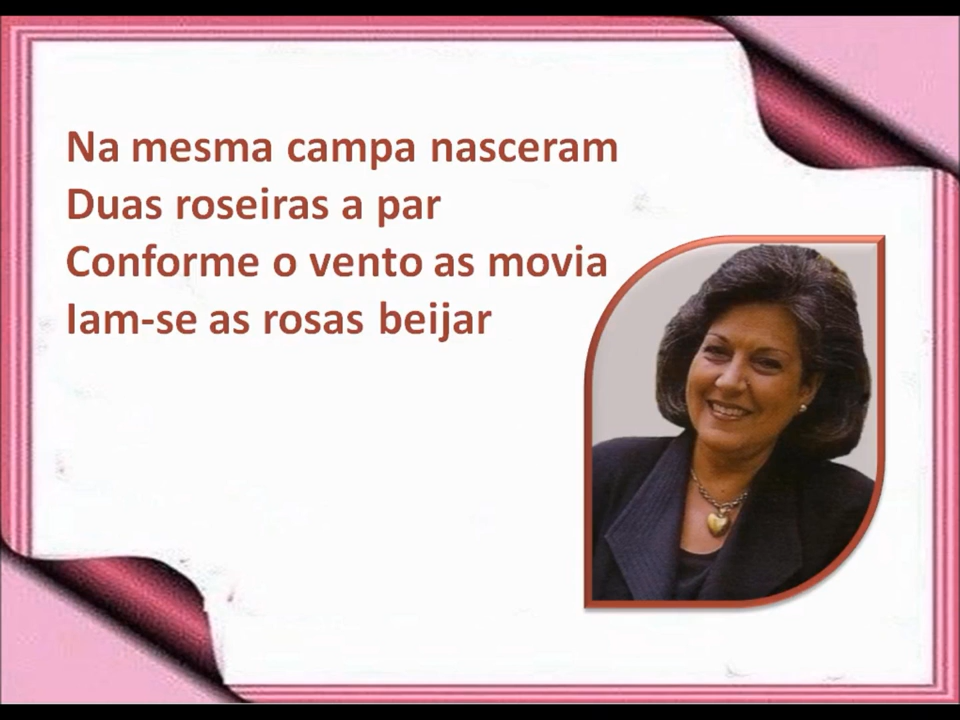 Na mesma campa nasceram
Duas roseiras a par
Conforme o vento as movia
Iam-se as rosas beijar